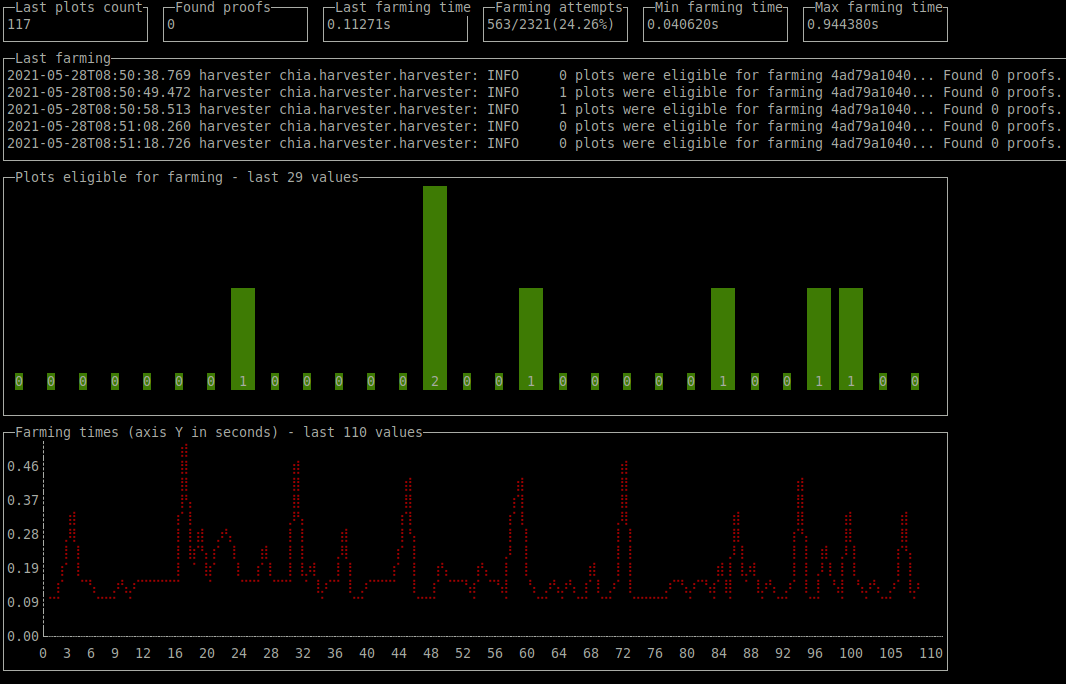 Last plots count Found proofs Last farming time Farming attempts Min farming time Max farming time
117 0 0.11271s 563/2321(24.26%) 0.040620s 0.944380s
Last farming
2021-05-28T08:50:38.769 harvester chia.harvester.harvester: INFO 0 plots were eligible for farming 4ad79a1040... Found 0 proofs.
2021-05-28T08:50:49.472 harvester chia.harvester.harvester: INFO 1 plots were eligible for farming 4ad79a1040... Found 0 proofs.
2021-05-28T08:50:58.513 harvester chia.harvester.harvester: INFO 1 plots were eligible for farming 4ad79a1040... Found 0 proofs.
2021-05-28T08:51:08.260 harvester chia.harvester.harvester: INFO 0 plots were eligible for farming 4ad79a1040... Found 0 proofs.
2021-05-28T08:51:18.726 harvester chia.harvester.harvester: INFO 0 plots were eligible for farming 4ad79a1040... Found 0 proofs.
Plots eligible for farming - last 29 values
0 0 0 0 0 0 0 1 0 0 0 0 0 2 0 0 1 0 0 0 0 0 1 0 0 1 1 0 0
Farming times (axis Y in seconds) - last 110 values
0.46
0.37
0.28
0.19
0.09
0.00
0 3 6 9 12 16 20 24 28 32 36 40 44 48 52 56 60 64 68 72 76 80 84 88 92 96 100 105 110